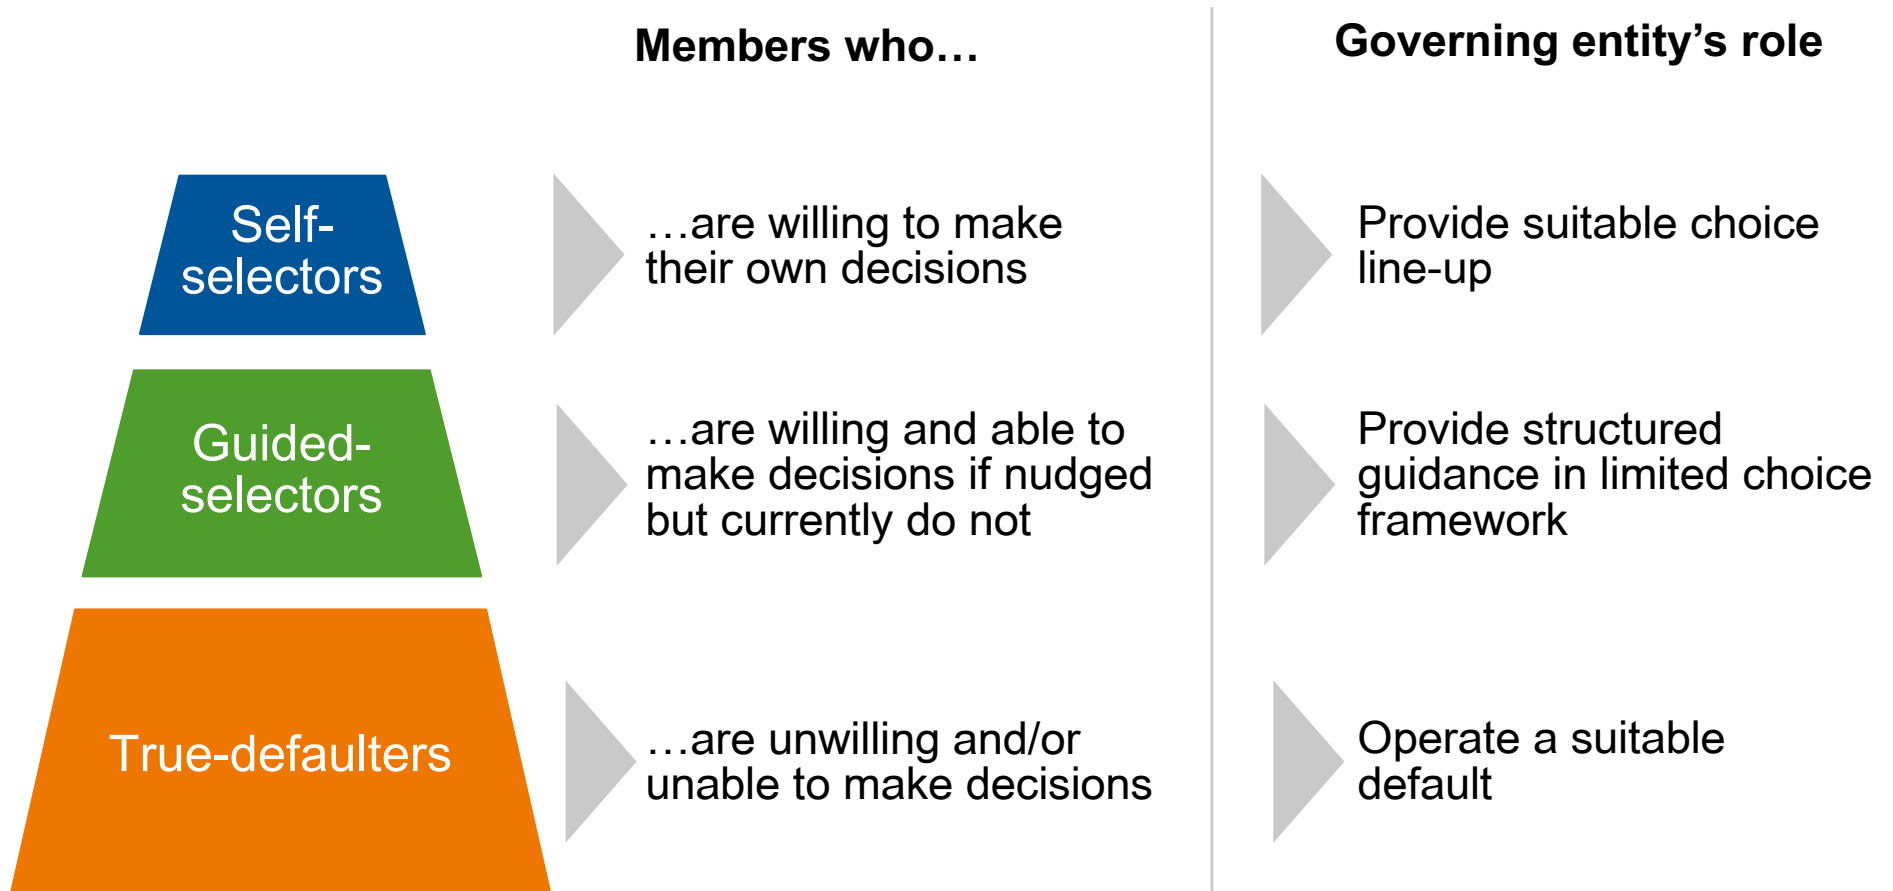 Members who…
Governing entity’s role
Self-
selectors
…are willing to make
their own decisions
Provide suitable choice
line-up
Guided-
selectors
…are willing and able to
make decisions if nudged
but currently do not
Provide structured
guidance in limited choice
framework
True-defaulters
…are unwilling and/or
unable to make decisions
Operate a suitable
default